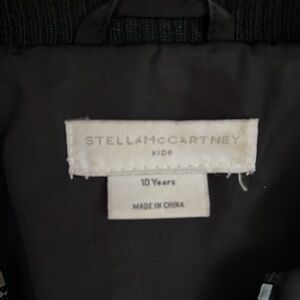 STELLA McCARTNEY
KIDS
10 Years
MADE IN CHINA